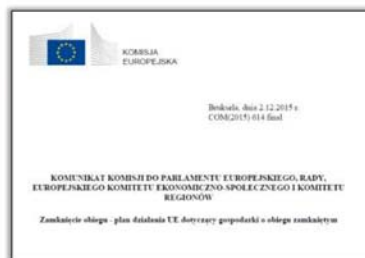 KOMISJA
EUROPEJSKA
Bruksela, dnia 2.12.2015 r.
COM(2015) 614 final
KOMUNIKAT KOMISJI DO PARLAMENTU EUROPEJSKIEGO, RADY,
EUROPEJSKIEGO KOMITETU EKONOMICZNO-SPOŁECZNEGO I KOMITETU
REGIONÓW
Zamknięcie obiegu - plan działania UE dotyczący gospodarki o obiegu zamkniętym